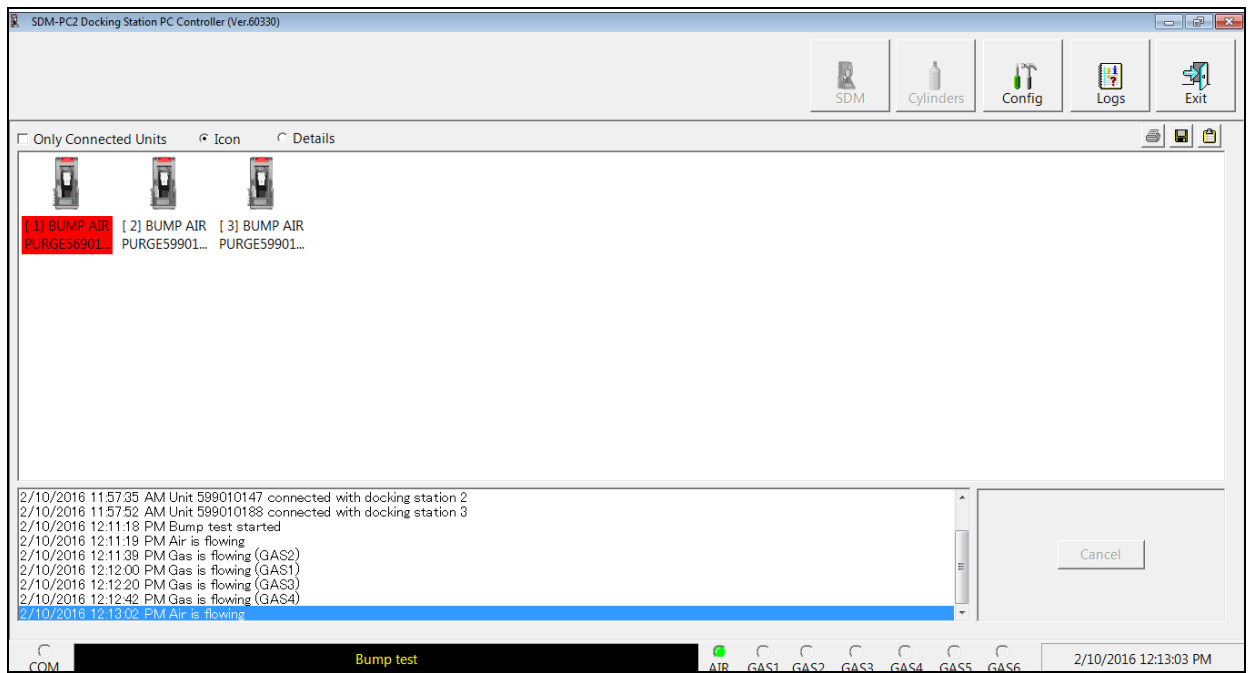 SDM-PC2 Docking Station PC Controller (Ver.60330)
SDM Cylinders Config Logs Exit
Only Connected Units Icon Details
[ 1] BUMP AIR [ 2] BUMP AIR [ 3] BUMP AIR
PURGE56901... PURGE59901... PURGE59901...
2/10/2016 11:57:35 AM Unit 599010147 connected with docking station 2
2/10/2016 11:57:52 AM Unit 599010188 connected with docking station 3
2/10/2016 12:11:18 PM Bump test started
2/10/2016 12:11:19 PM Air is flowing
2/10/2016 12:11:39 PM Gas is flowing (GAS2)
2/10/2016 12:12:00 PM Gas is flowing (GAS1)
2/10/2016 12:12:20 PM Gas is flowing (GAS3)
2/10/2016 12:12:42 PM Gas is flowing (GAS4)
2/10/2016 12:13:02 PM Air is flowing
Cancel
COM Bump test AIR GAS1 GAS2 GAS3 GAS4 GAS5 GAS6 2/10/2016 12:13:03 PM